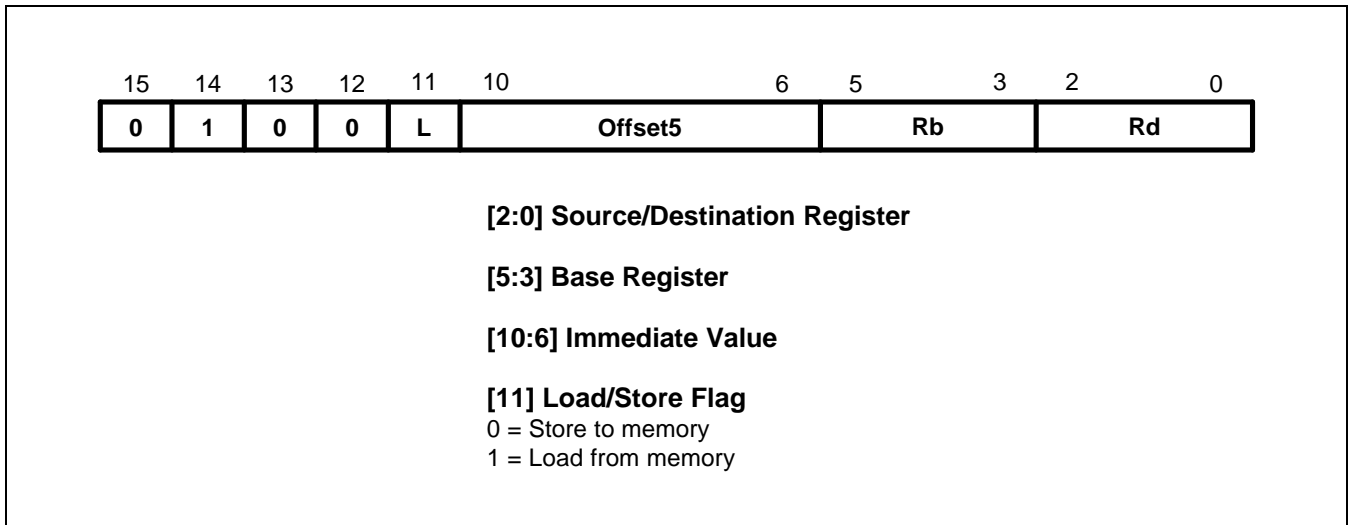 15 14 13 12 11 10 6 5 3 2 0
0 1 0 0 L Offset5 Rb Rd
[2:0] Source/Destination Register
[5:3] Base Register
[10:6] Immediate Value
[11] Load/Store Flag
0 = Store to memory
1 = Load from memory